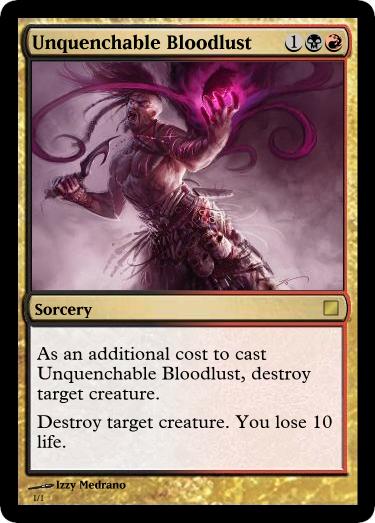 Unquenchable Bloodlust 1
Sorcery
As an additional cost to cast
Unquenchable Bloodlust, destroy
target creature.
Destroy target creature. You lose 10
life.
Izzy Medrano
1/1